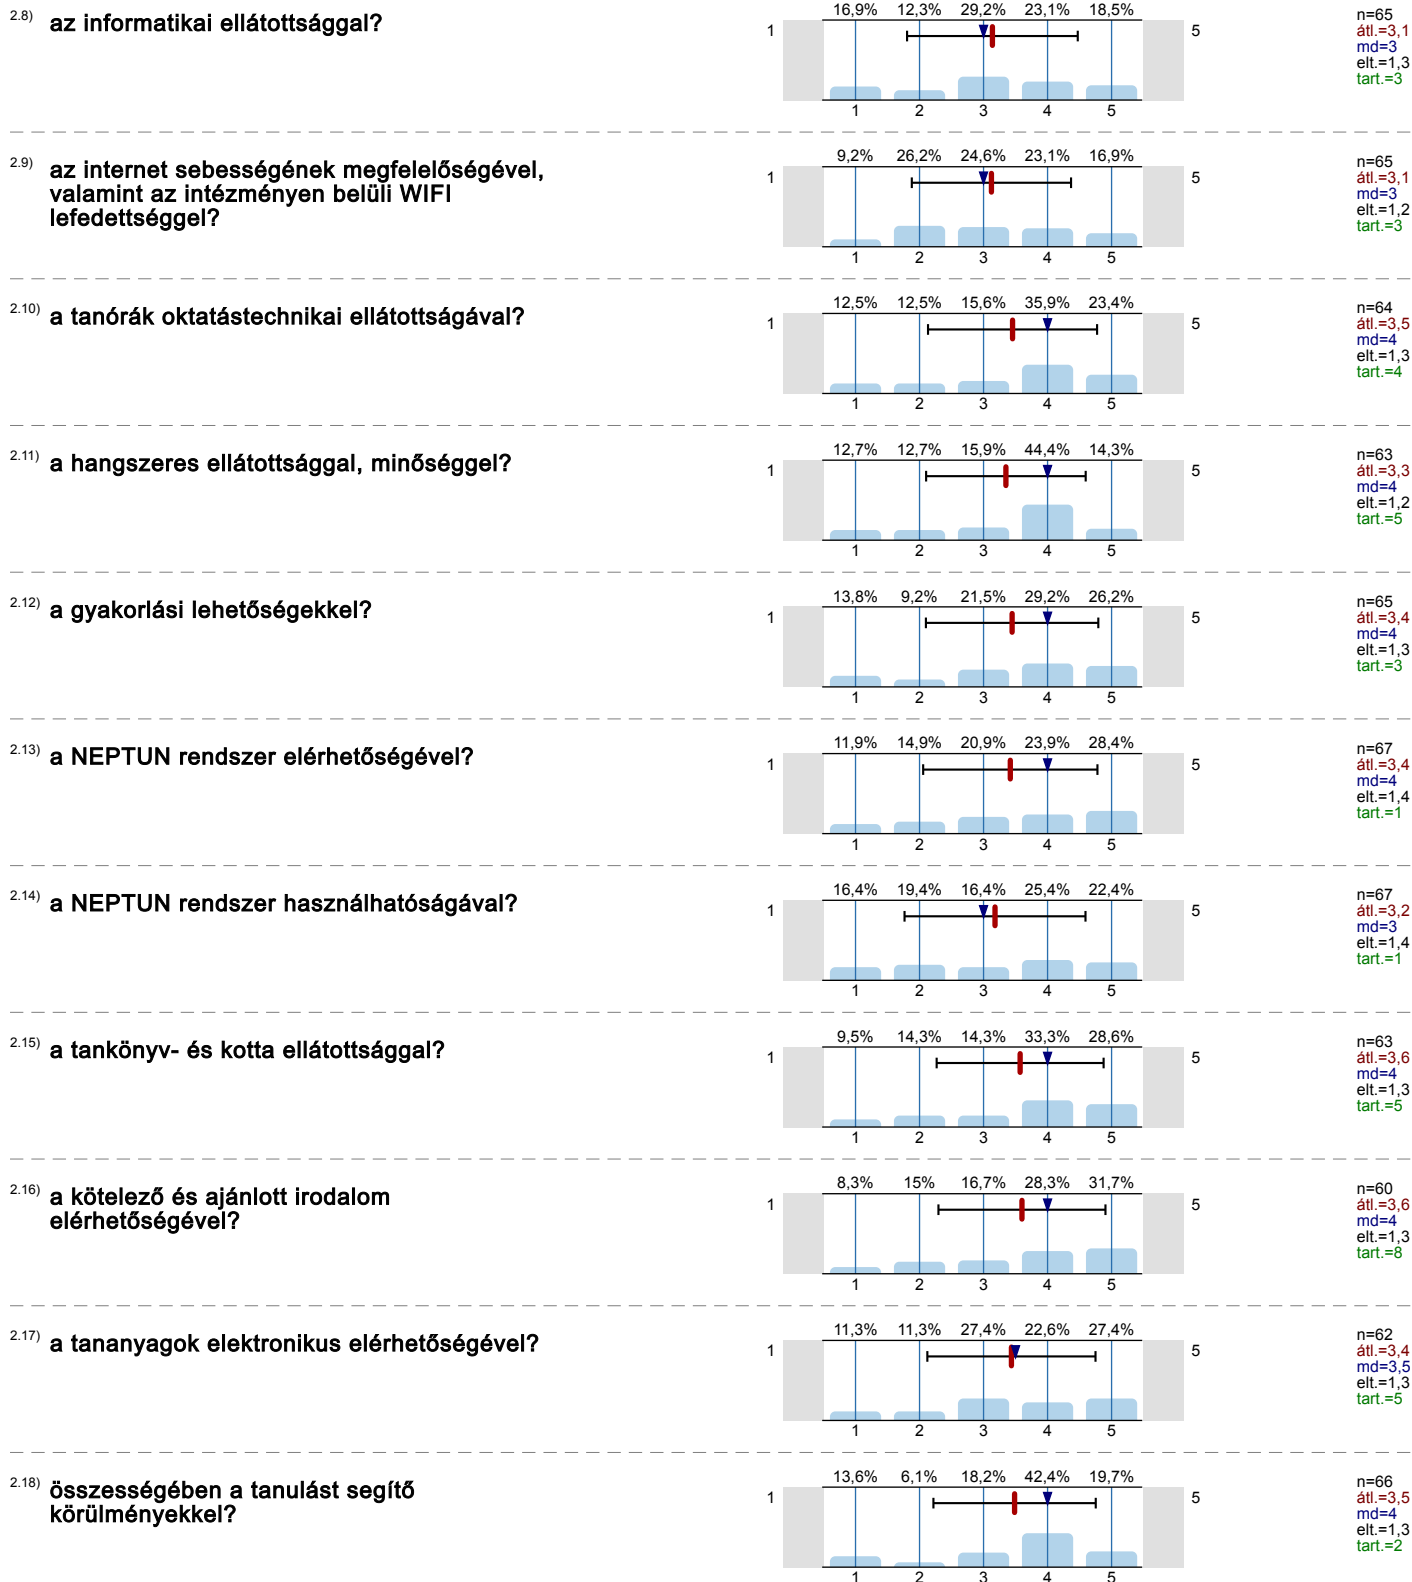 2.8) az informatikai ellátottsággal?
16,9% 12,3% 29,2% 23,1% 18,5%
1 5
1 2 3 4 5
n=65
átl.=3,1
md=3
elt.=1,3
tart.=3
2.9) az internet sebességének megfelelőségével,
valamint az intézményen belüli WIFI
lefedettséggel?
9,2% 26,2% 24,6% 23,1% 16,9%
1 5
1 2 3 4 5
n=65
átl.=3,1
md=3
elt.=1,2
tart.=3
2.10) a tanórák oktatástechnikai ellátottságával?
12,5% 12,5% 15,6% 35,9% 23,4%
1 5
1 2 3 4 5
n=64
átl.=3,5
md=4
elt.=1,3
tart.=4
2.11) a hangszeres ellátottsággal, minőséggel?
12,7% 12,7% 15,9% 44,4% 14,3%
1 5
1 2 3 4 5
n=63
átl.=3,3
md=4
elt.=1,2
tart.=5
2.12) a gyakorlási lehetőségekkel?
13,8% 9,2% 21,5% 29,2% 26,2%
1 5
1 2 3 4 5
n=65
átl.=3,4
md=4
elt.=1,3
tart.=3
2.13) a NEPTUN rendszer elérhetőségével?
11,9% 14,9% 20,9% 23,9% 28,4%
1 5
1 2 3 4 5
n=67
átl.=3,4
md=4
elt.=1,4
tart.=1
2.14) a NEPTUN rendszer használhatóságával?
16,4% 19,4% 16,4% 25,4% 22,4%
1 5
1 2 3 4 5
n=67
átl.=3,2
md=3
elt.=1,4
tart.=1
2.15) a tankönyv- és kotta ellátottsággal?
9,5% 14,3% 14,3% 33,3% 28,6%
1 5
1 2 3 4 5
n=63
átl.=3,6
md=4
elt.=1,3
tart.=5
2.16) a kötelező és ajánlott irodalom
elérhetőségével?
8,3% 15% 16,7% 28,3% 31,7%
1 5
1 2 3 4 5
n=60
átl.=3,6
md=4
elt.=1,3
tart.=8
2.17) a tananyagok elektronikus elérhetőségével?
11,3% 11,3% 27,4% 22,6% 27,4%
1 5
1 2 3 4 5
n=62
átl.=3,4
md=3,5
elt.=1,3
tart.=5
2.18) összességében a tanulást segítő
körülményekkel?
13,6% 6,1% 18,2% 42,4% 19,7%
1 5
1 2 3 4 5
n=66
átl.=3,5
md=4
elt.=1,3
tart.=2